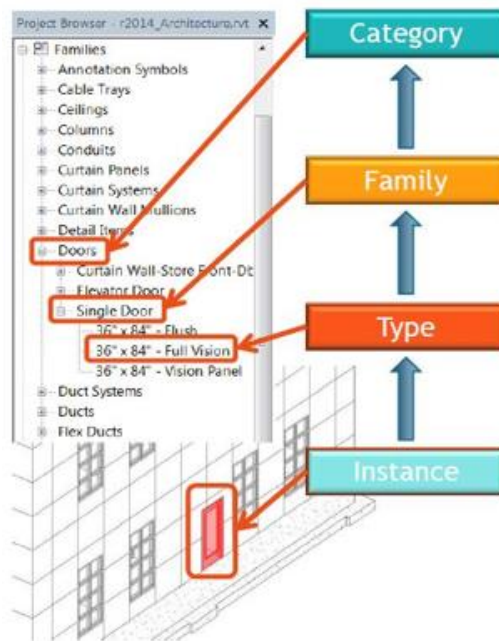 Project Browser - r2014_Architecture.rvt
Families
Annotation Symbols
Cable Trays
Ceilings
Columns
Conduits
Curtain Panels
Curtain Systems
Curtain Wall Mullions
Detail Items
Doors
Curtain Wall-Store Front-Db
Elevator Door
Single Door
36" x 84" - Flush
36" x 84" - Full Vision
36" x 84" - Vision Panel
Duct Systems
Ducts
Flex Ducts
Category
Family
Type
Instance